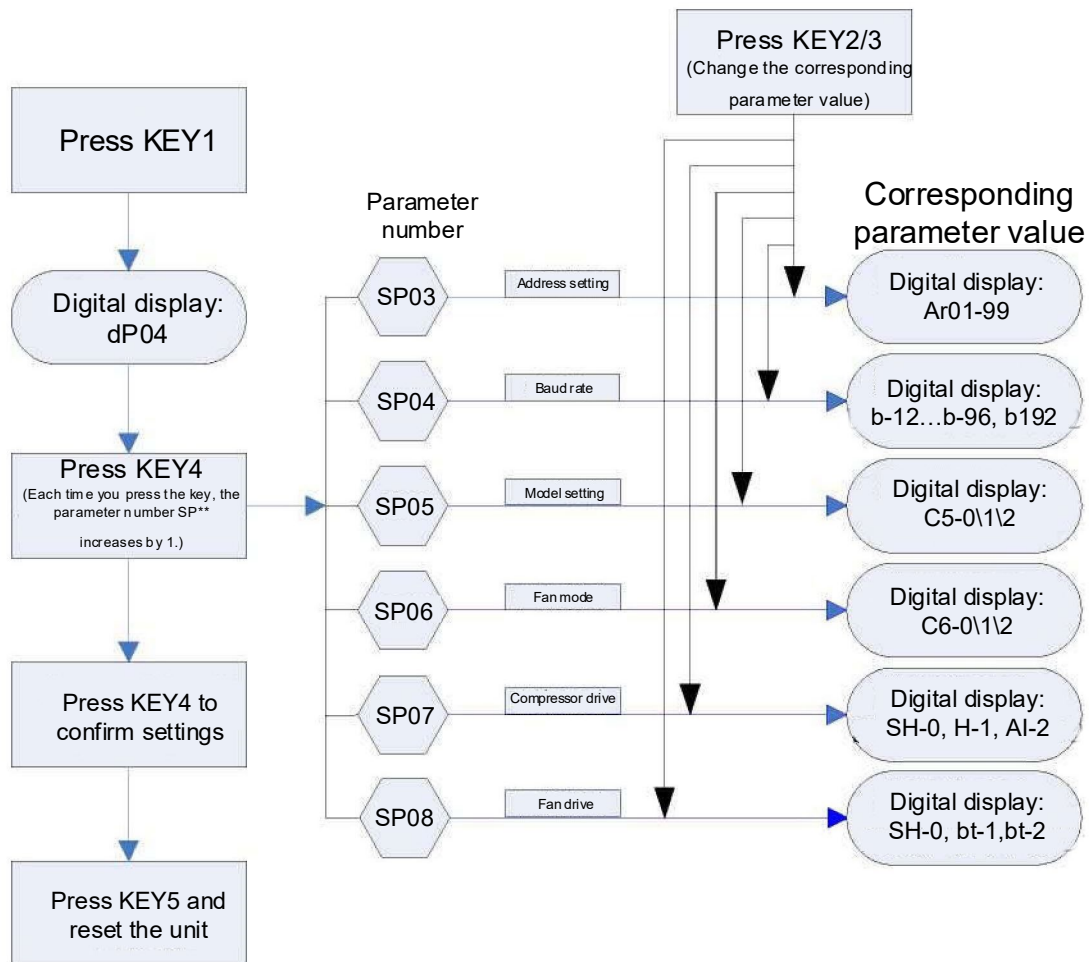 Press KEY1
Digital display:
dP04
Press KEY4
(Each time you press the key, the
parameter number SP**
increases by 1.)
Press KEY4 to
confirm settings
Press KEY5 and
reset the unit
Press KEY2/3
(Change the corresponding
parameter value)
Parameter
number
Corresponding
parameter value
SP03
Address setting
Digital display:
Ar01-99
SP04
Baud rate
Digital display:
b-12…b-96, b192
SP05
Model setting
Digital display:
C5-0\1\2
SP06
Fan mode
Digital display:
C6-0\1\2
SP07
Compressor drive
Digital display:
SH-0, H-1, AI-2
SP08
Fan drive
Digital display:
SH-0, bt-1,bt-2